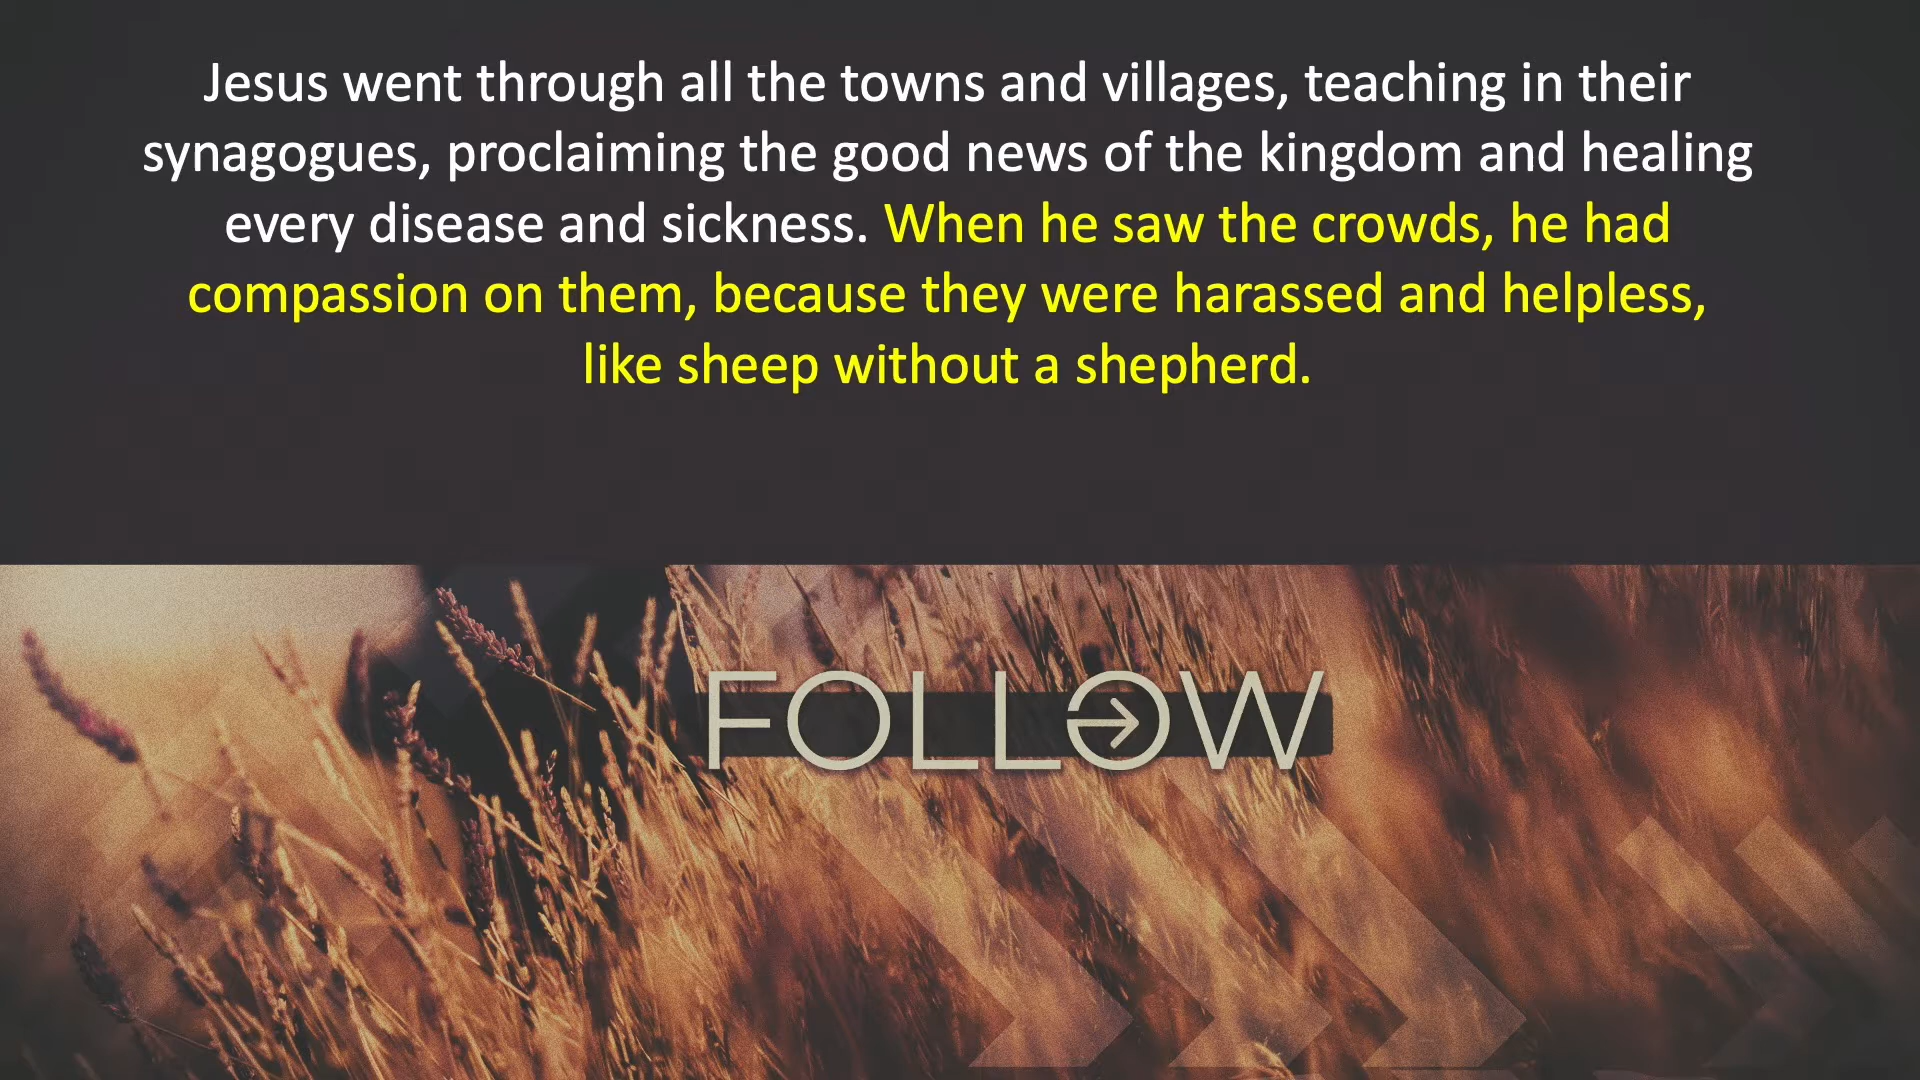 Jesus went through all the towns and villages, teaching in their
synagogues, proclaiming the good news of the kingdom and healing
every disease and sickness. When he saw the crowds, he had
compassion on them, because they were harassed and helpless,
like sheep without a shepherd.
FOLLOW